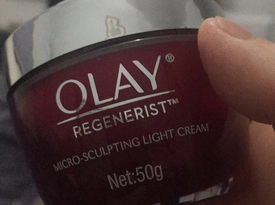 OLAY®
REGENERIST™
MICRO-SCULPTING LIGHT CREAM
Net:50g